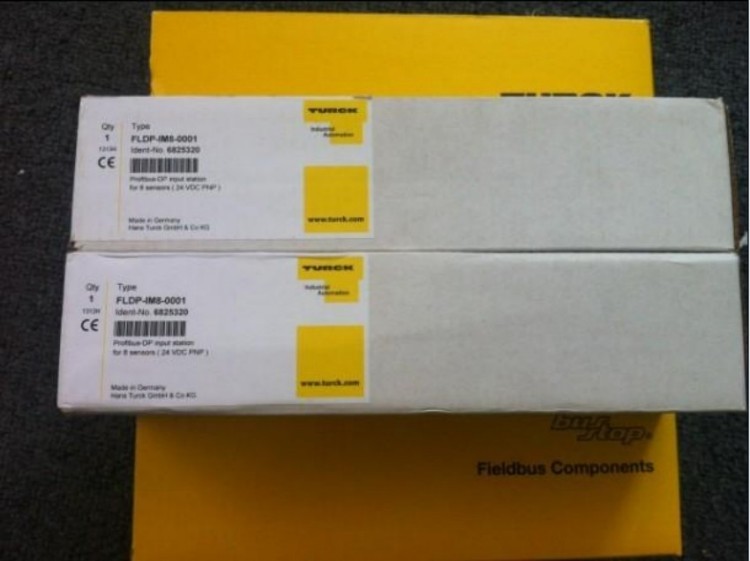 TURCK
Qty Type
1 FLDP-IM8-0001
Ident-No. 6825320
CE
Profibus-DP input station
for 8 sensors ( 24 VDC PNP )
Made in Germany
Hans Turck GmbH & Co KG
TURCK
Industrial
Automation
www.turck.com
Qty Type
1 FLDP-IM8-0001
Ident-No. 6825320
CE
Profibus-DP input station
for 8 sensors ( 24 VDC PNP )
Made in Germany
Hans Turck GmbH & Co KG
TURCK
Industrial
Automation
www.turck.com
bus
stop®
Fieldbus Components